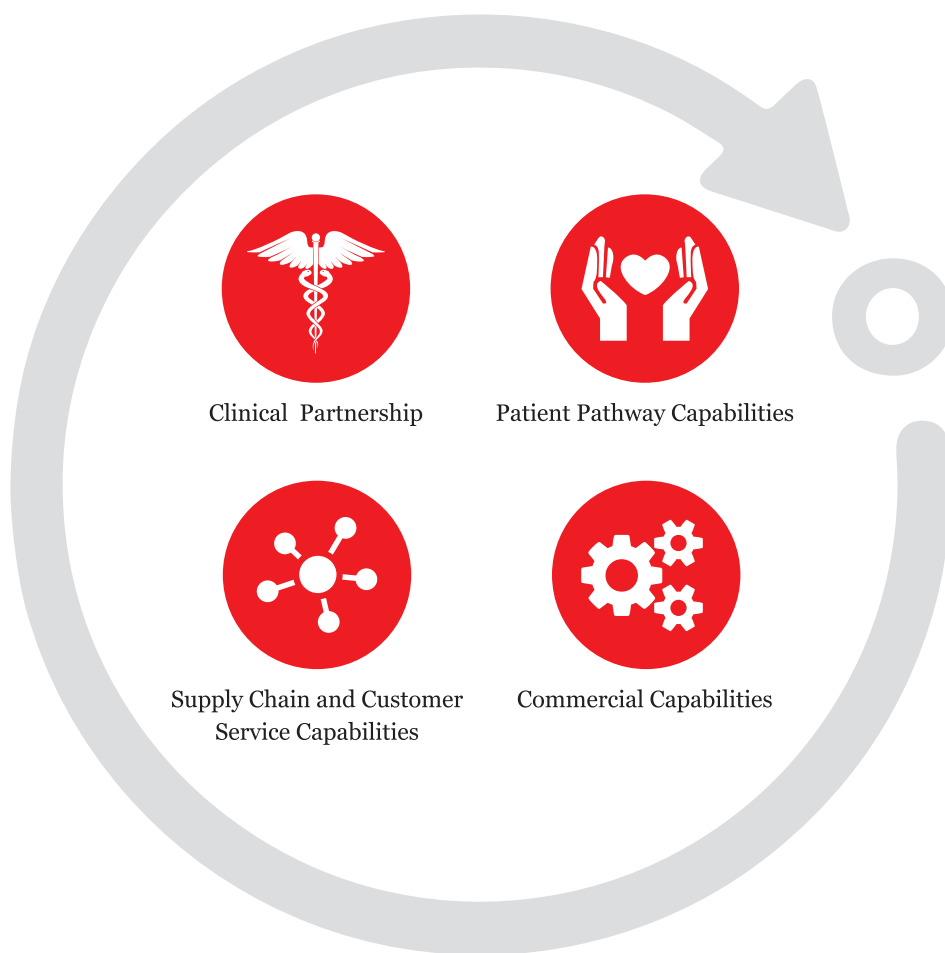 Clinical  Partnership
Patient Pathway Capabilities
Supply Chain and Customer
Service Capabilities
Commercial Capabilities